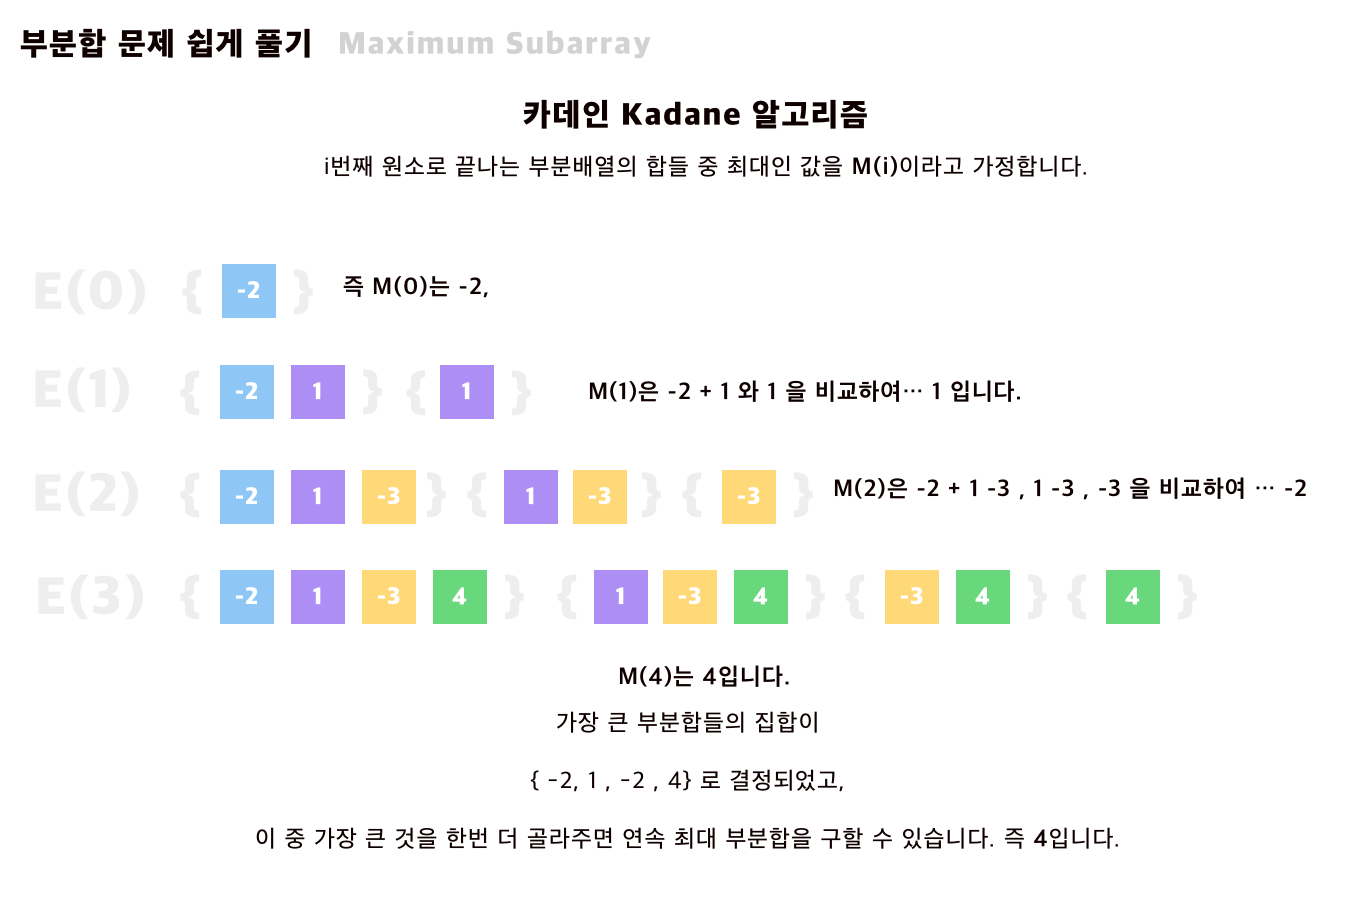 부분합 문제 쉽게 풀기 Maximum Subarray
카데인 Kadane 알고리즘
i번째 원소로 끝나는 부분배열의 합들 중 최대인 값을 M(i)이라고 가정합니다.
E(0) { -2 } 즉 M(0)는 -2,
E(1) { -2 1 } { 1 } M(1)은 -2 + 1 와 1 을 비교하여… 1 입니다.
E(2) { -2 1 -3 } { 1 -3 } { -3 } M(2)은 -2 + 1 -3 , 1 -3 , -3 을 비교하여 … -2
E(3) { -2 1 -3 4 } { 1 -3 4 } { -3 4 } { 4 }
M(4)는 4입니다.
가장 큰 부분합들의 집합이
{ -2, 1 , -2 , 4} 로 결정되었고,
이 중 가장 큰 것을 한번 더 골라주면 연속 최대 부분합을 구할 수 있습니다. 즉 4입니다.